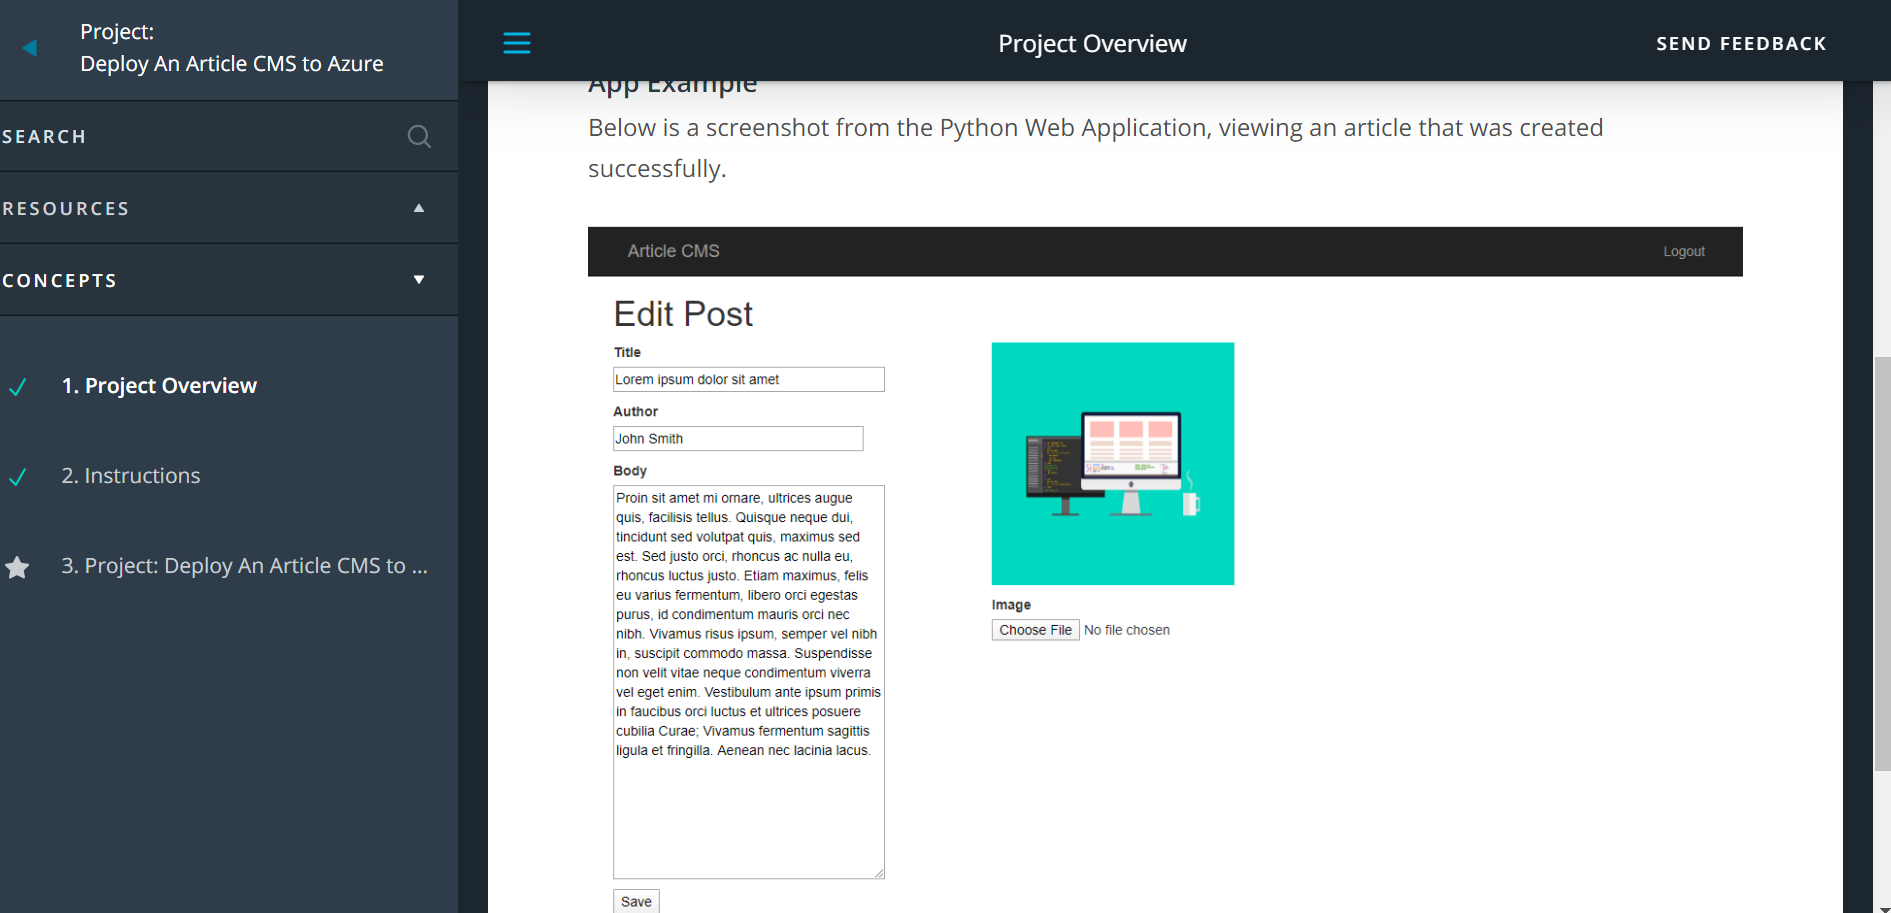 Project:
Deploy An Article CMS to Azure
SEARCH
RESOURCES
CONCEPTS
1. Project Overview
2. Instructions
3. Project: Deploy An Article CMS to ...
Project Overview
SEND FEEDBACK
App Example
Below is a screenshot from the Python Web Application, viewing an article that was created
successfully.
Article CMS
Logout
Edit Post
Title
Lorem ipsum dolor sit amet
Author
John Smith
Body
Proin sit amet mi ornare, ultrices augue
quis, facilisis tellus. Quisque neque dui,
tincidunt sed volutpat quis, maximus sed
est. Sed justo orci, rhoncus ac nulla eu,
rhoncus luctus justo. Etiam maximus, felis
eu varius fermentum, libero orci egestas
purus, id condimentum mauris orci nec
nibh. Vivamus risus ipsum, semper vel nibh
in, suscipit commodo massa. Suspendisse
non velit vitae neque condimentum viverra
vel eget enim. Vestibulum ante ipsum primis
in faucibus orci luctus et ultrices posuere
cubilia Curae; Vivamus fermentum sagittis
ligula et fringilla. Aenean nec lacinia lacus.
Save
Image
Choose File No file chosen